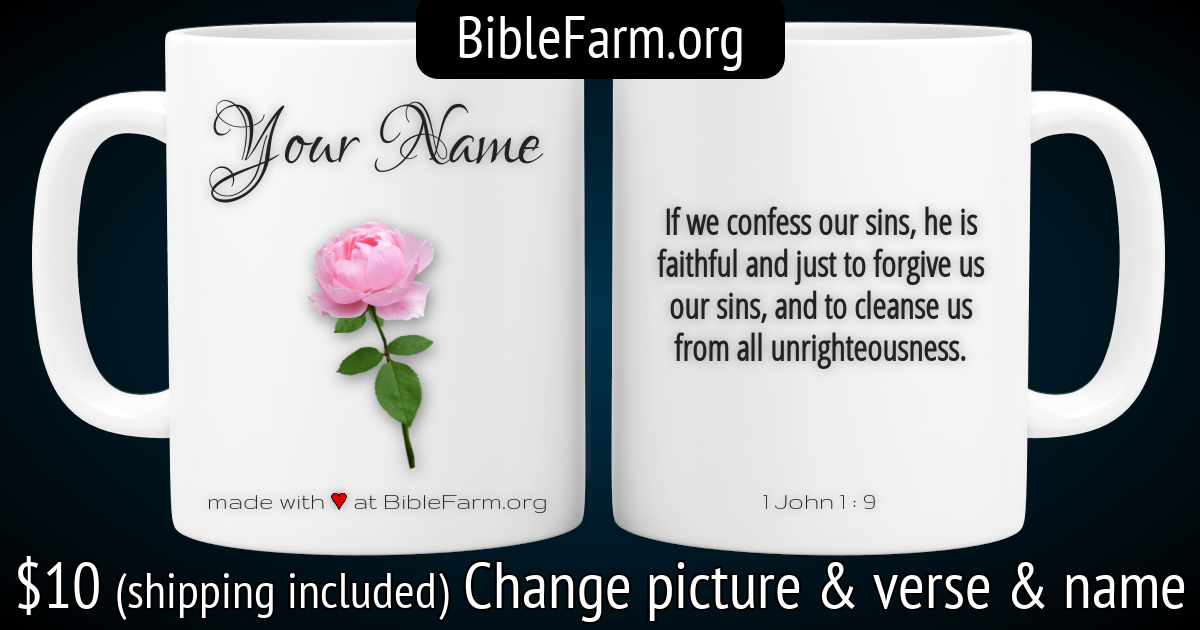 BibleFarm.org
Your Name
made with ♥ at BibleFarm.org
If we confess our sins, he is
faithful and just to forgive us
our sins, and to cleanse us
from all unrighteousness.
1 John 1 : 9
$10 (shipping included) Change picture & verse & name